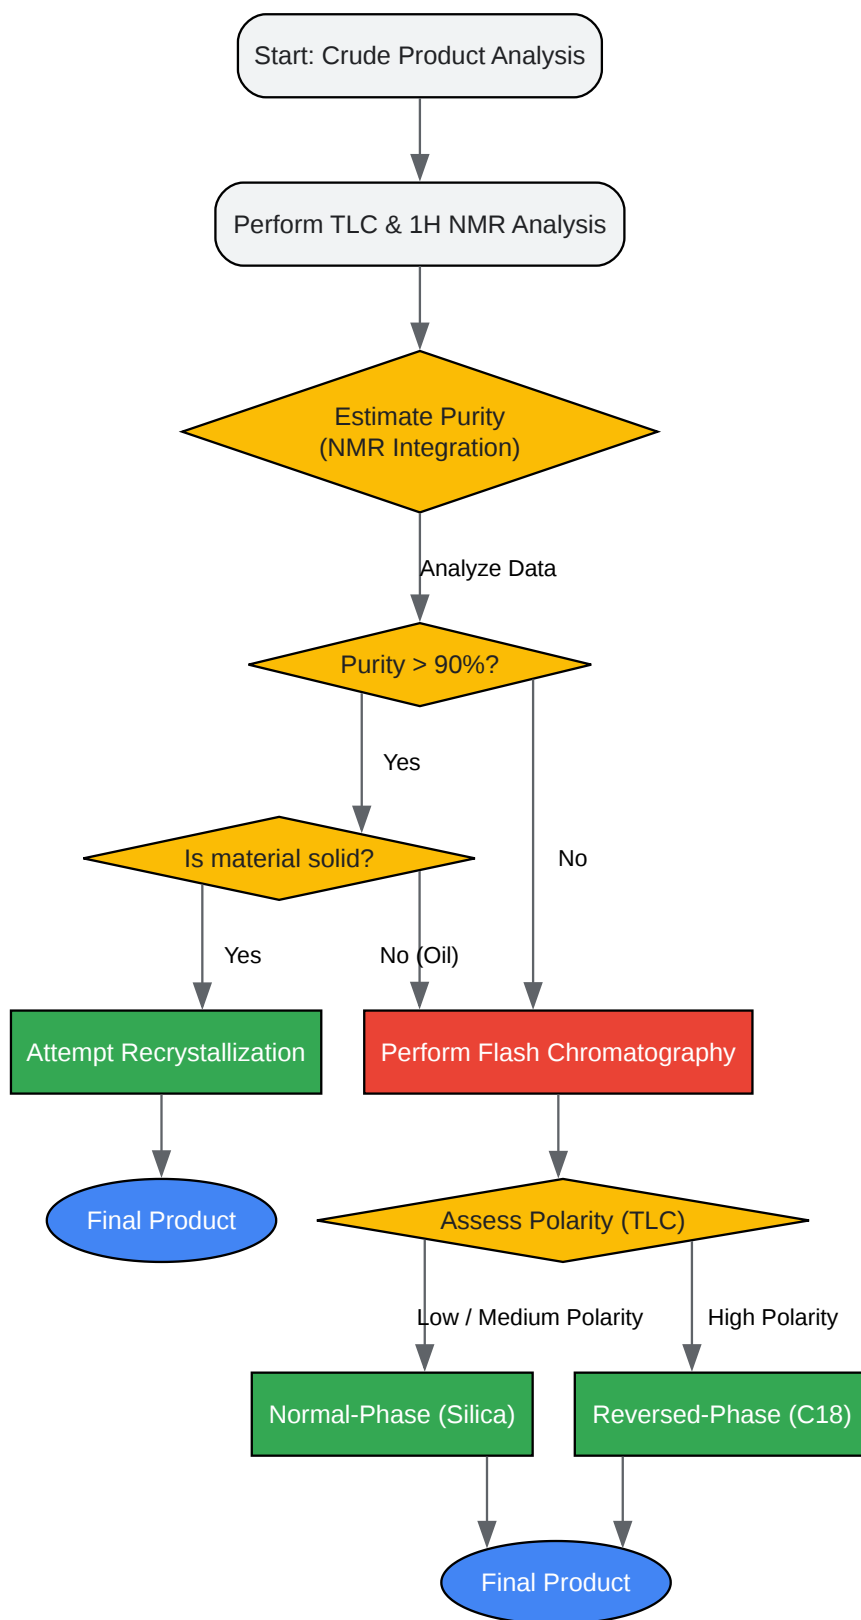 Start: Crude Product Analysis
Perform TLC & 1H NMR Analysis
Estimate Purity
(NMR Integration)
Analyze Data
Purity > 90%?
Yes
Is material solid?
No
Yes
No (Oil)
Attempt Recrystallization
Perform Flash Chromatography
Final Product
Assess Polarity (TLC)
Low / Medium Polarity
High Polarity
Normal-Phase (Silica)
Reversed-Phase (C18)
Final Product